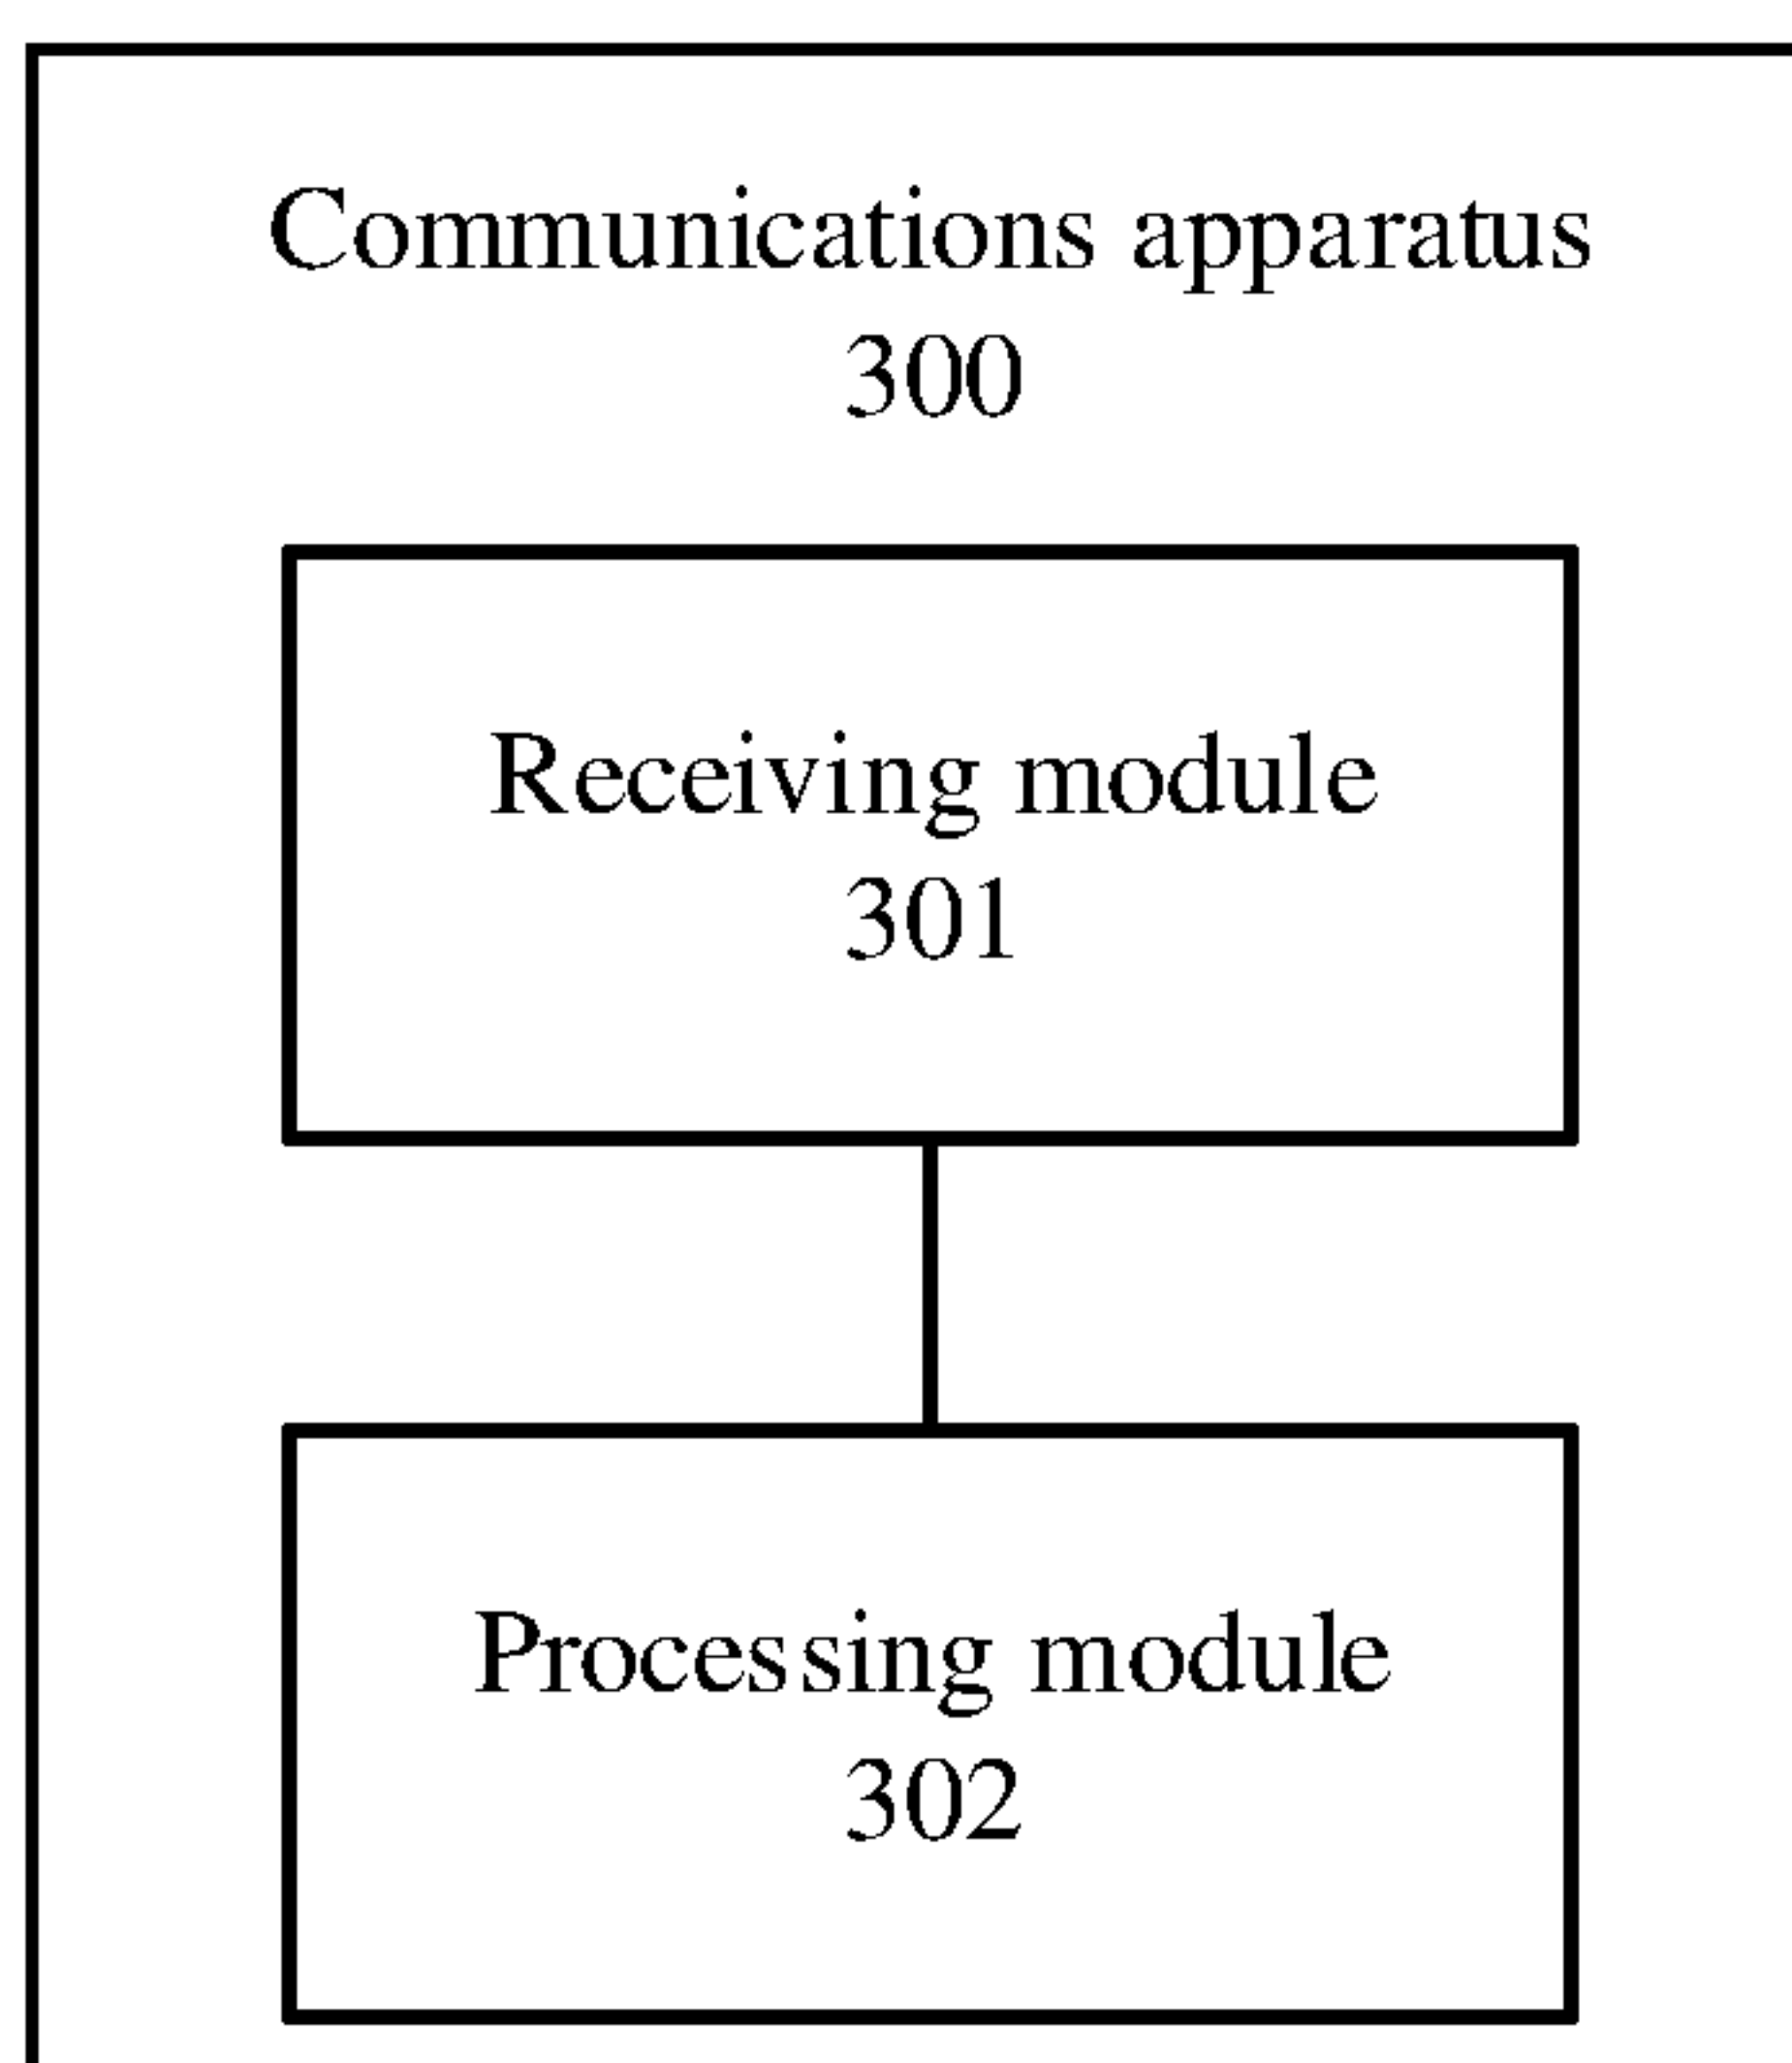 Communications apparatus
300
Receiving module
301
Processing module
302